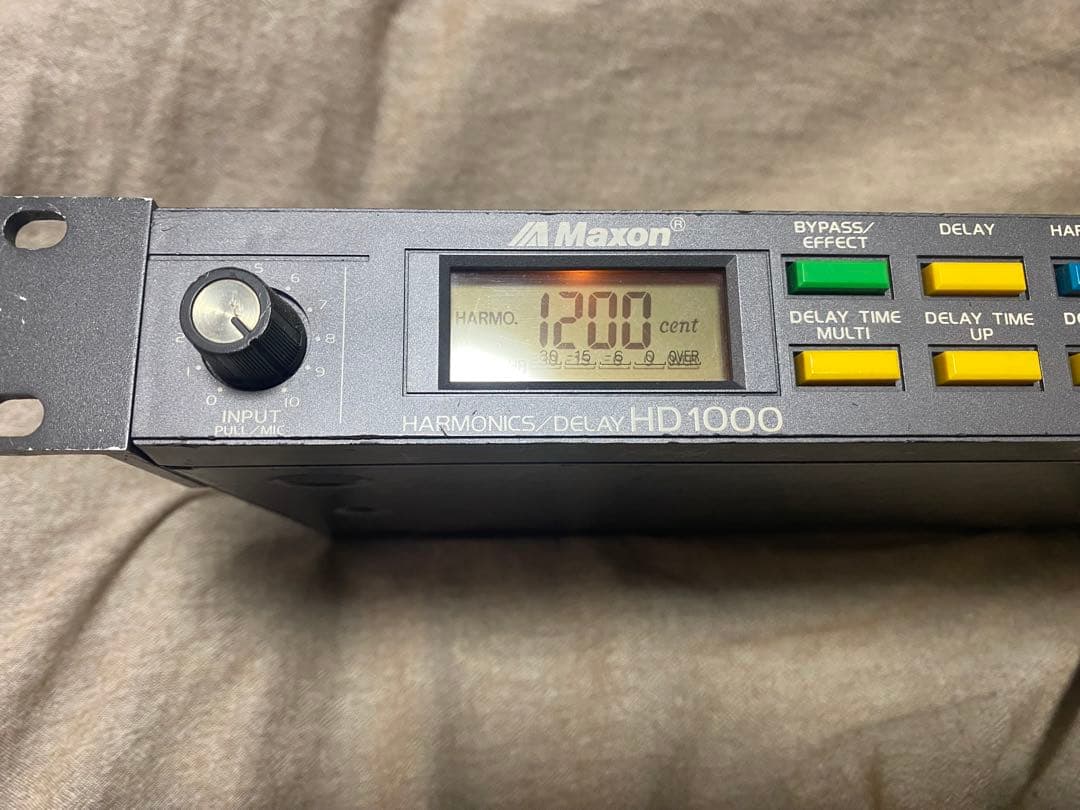 Maxon®
BYPASS/
EFFECT
DELAY
HAR
5
6
7
8
9
10
0
1
2
INPUT
PULL/MIC
HARMO. 1200 cent
-30 -15 -6 0 OVER
DELAY TIME
MULTI
DELAY TIME
UP
HARMONICS/DELAY HD1000